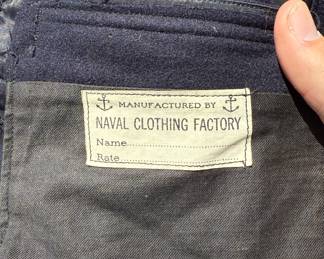 MANUFACTURED BY
NAVAL CLOTHING FACTORY
Name..............................
Rate..............................